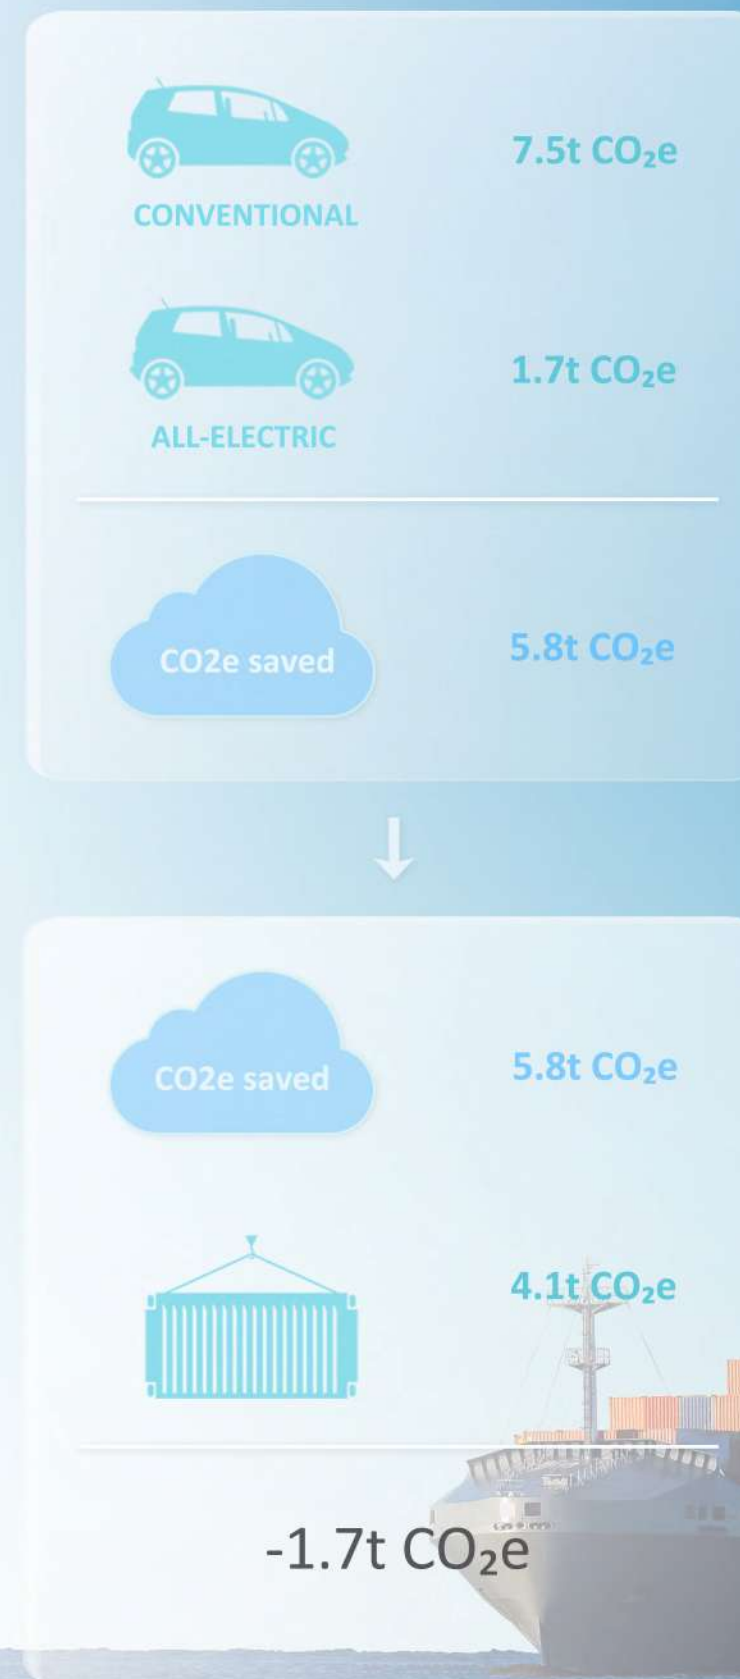 7.5t CO₂e
CONVENTIONAL
1.7t CO₂e
ALL-ELECTRIC
CO2e saved
5.8t CO₂e
CO2e saved
5.8t CO₂e
4.1t CO₂e
-1.7t CO₂e